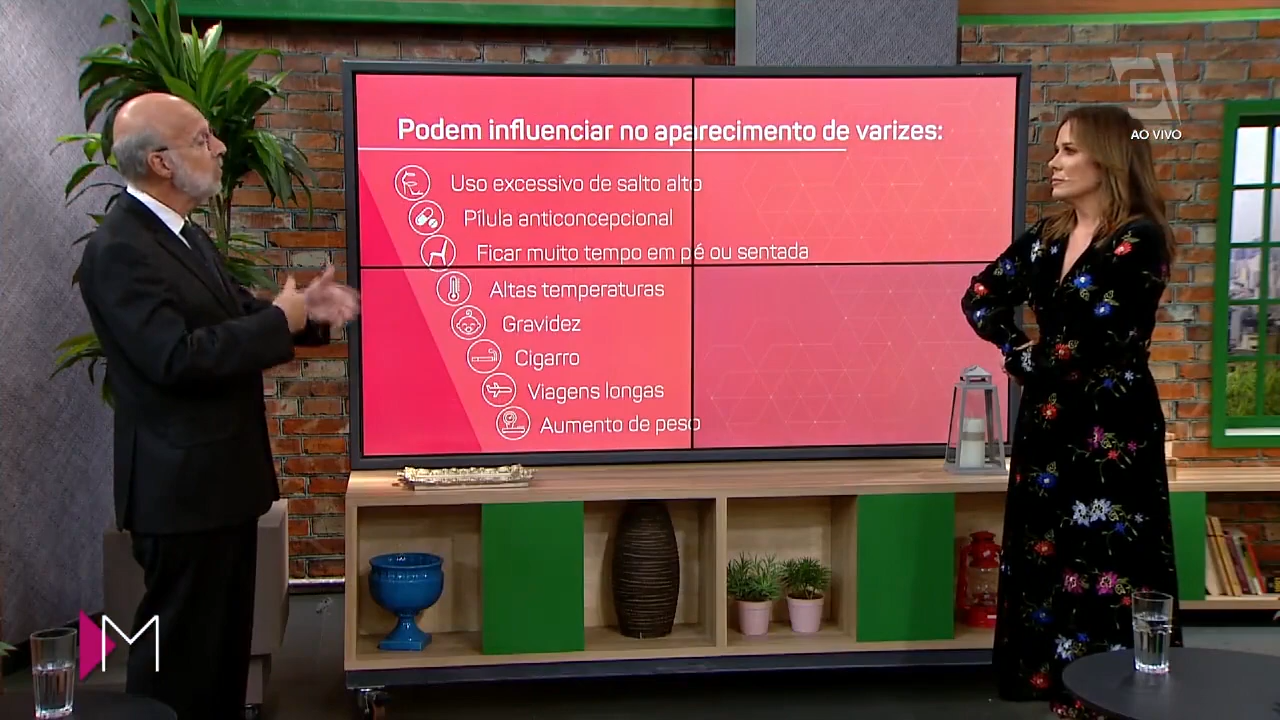 Podem influenciar no aparecimento de varizes:
Uso excessivo de salto alto
Pílula anticoncepcional
Ficar muito tempo em pé ou sentada
Altas temperaturas
Gravidez
Cigarro
Viagens longas
Aumento de peso
G
AO VIVO
M